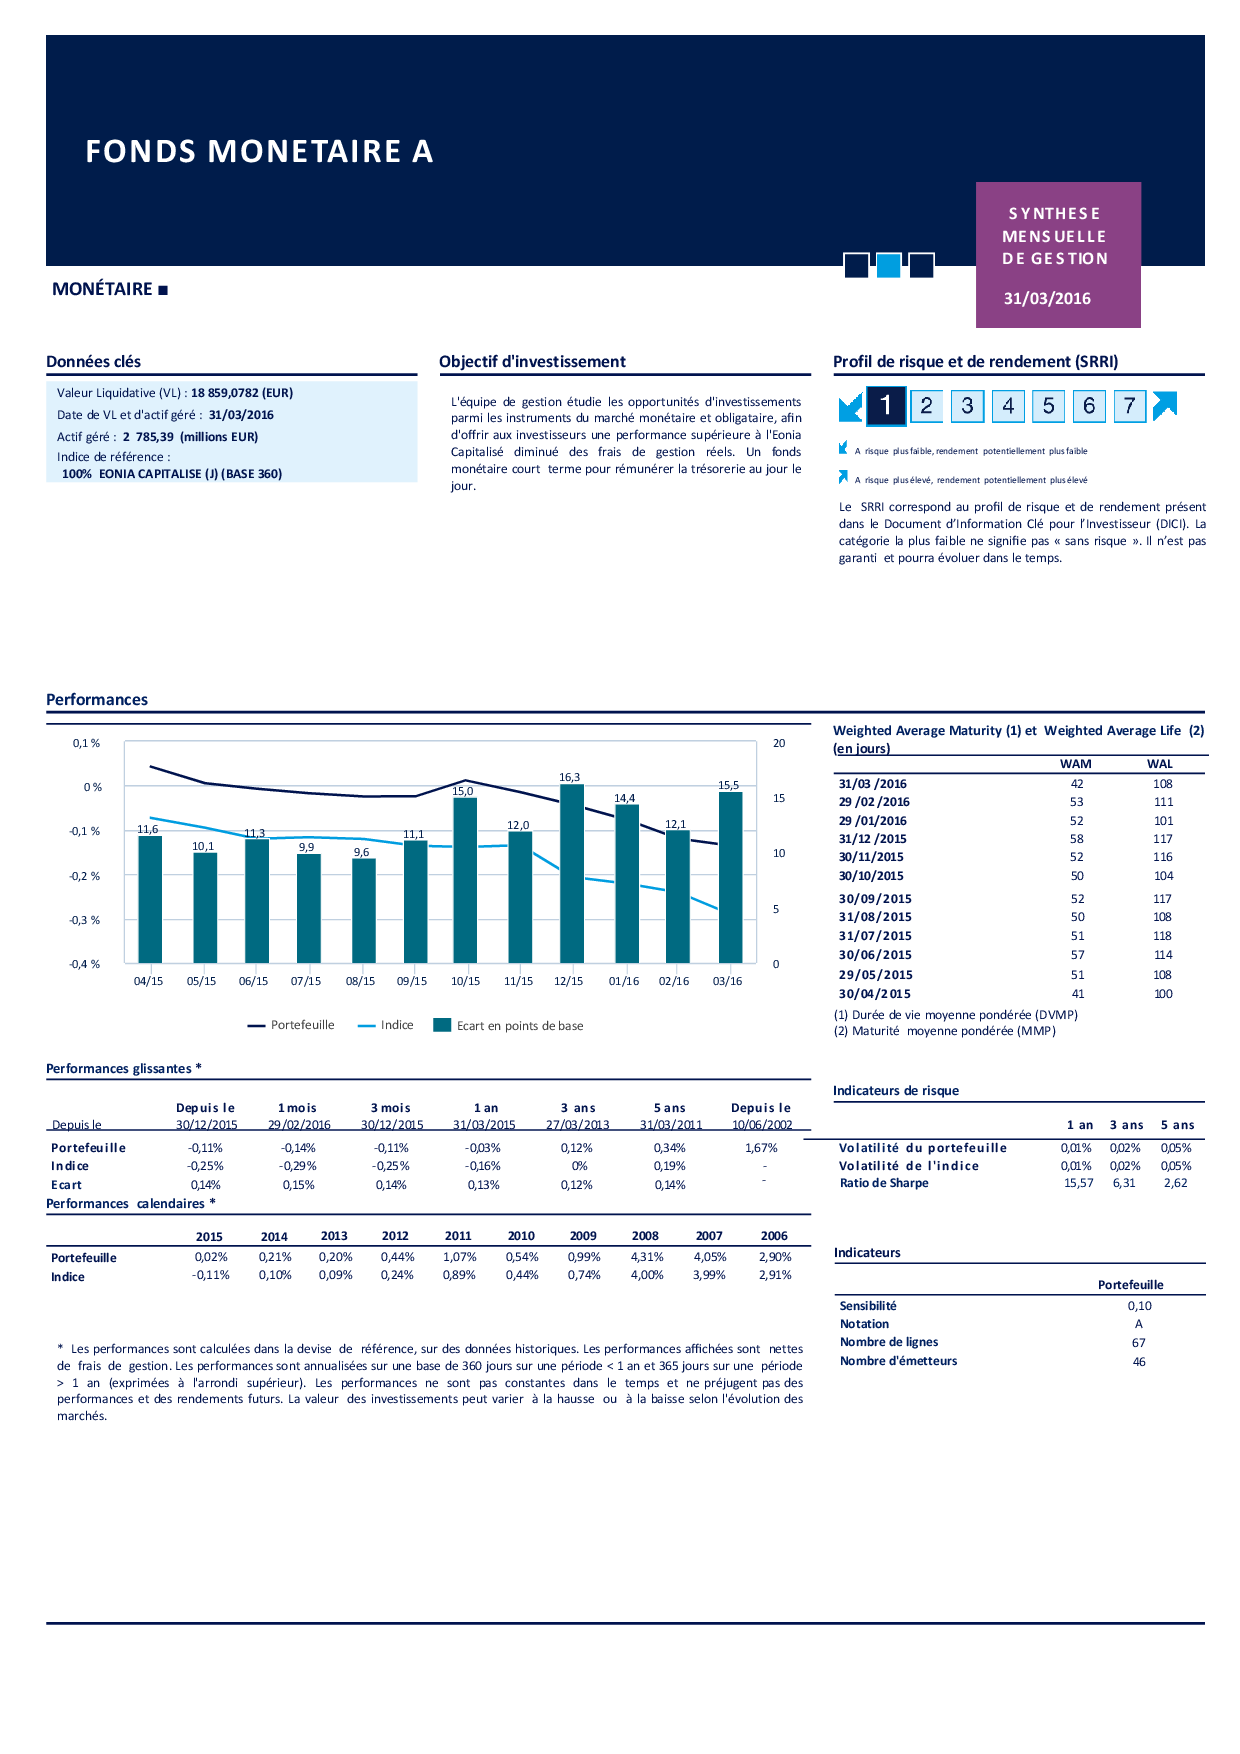 FONDS MONETAIRE A
SYNTHESE
MENSUELLE
DE GESTION
31/03/2016
MONÉTAIRE ■
Données clés
Valeur Liquidative (VL) : 18 859,0782 (EUR)
Date de VL et d'actif géré : 31/03/2016
Actif géré : 2 785,39 (millions EUR)
Indice de référence :
100% EONIA CAPITALISE (J) (BASE 360)
Objectif d'investissement
L'équipe de gestion étudie les opportunités d'investissements
parmi les instruments du marché monétaire et obligataire, afin
d'offrir aux investisseurs une performance supérieure à l'Eonia
Capitalisé diminué des frais de gestion réels. Un fonds
monétaire court terme pour rémunérer la trésorerie au jour le
jour.
Profil de risque et de rendement (SRRI)
1 2 3 4 5 6 7
A risque plus faible, rendement potentiellement plus faible
A risque plus élevé, rendement potentiellement plus élevé
Le SRRI correspond au profil de risque et de rendement présent
dans le Document d’Information Clé pour l’Investisseur (DICI). La
catégorie la plus faible ne signifie pas « sans risque ». Il n’est pas
garanti et pourra évoluer dans le temps.
Performances
0,1 %
0 %
-0,1 %
-0,2 %
-0,3 %
-0,4 %
11,6 10,1 11,3 9,9 9,6 11,1 15,0 12,0 16,3 14,4 12,1 15,5
20
15
10
5
0
04/15 05/15 06/15 07/15 08/15 09/15 10/15 11/15 12/15 01/16 02/16 03/16
Portefeuille Indice Ecart en points de base
Weighted Average Maturity (1) et Weighted Average Life (2)
(en jours)
WAM WAL
31/03/2016 42 108
29/02/2016 53 111
29/01/2016 52 101
31/12/2015 58 117
30/11/2015 52 116
30/10/2015 50 104
30/09/2015 52 117
31/08/2015 50 108
31/07/2015 51 118
30/06/2015 57 114
29/05/2015 51 108
30/04/2015 41 100
(1) Durée de vie moyenne pondérée (DVMP)
(2) Maturité moyenne pondérée (MMP)
Performances glissantes *
Depuis le 1 mois 3 mois 1 an 3 ans 5 ans Depuis le
Depuis le 30/12/2015 29/02/2016 30/12/2015 31/03/2015 27/03/2013 31/03/2011 10/06/2002
Portefeuille -0,11% -0,14% -0,11% -0,03% 0,12% 0,34% 1,67%
Indice -0,25% -0,29% -0,25% -0,16% 0% 0,19% -
Ecart 0,14% 0,15% 0,14% 0,13% 0,12% 0,14% -
Performances calendaires *
2015 2014 2013 2012 2011 2010 2009 2008 2007 2006
Portefeuille 0,02% 0,21% 0,20% 0,44% 1,07% 0,54% 0,99% 4,31% 4,05% 2,90%
Indice -0,11% 0,10% 0,09% 0,24% 0,89% 0,44% 0,74% 4,00% 3,99% 2,91%
* Les performances sont calculées dans la devise de référence, sur des données historiques. Les performances affichées sont nettes
de frais de gestion. Les performances sont annualisées sur une base de 360 jours sur une période < 1 an et 365 jours sur une période
> 1 an (exprimées à l'arrondi supérieur). Les performances ne sont pas constantes dans le temps et ne préjugent pas des
performances et des rendements futurs. La valeur des investissements peut varier à la hausse ou à la baisse selon l'évolution des
marchés.
Indicateurs de risque
1 an 3 ans 5 ans
Volatilité du portefeuille 0,01% 0,02% 0,05%
Volatilité de l'indice 0,01% 0,02% 0,05%
Ratio de Sharpe 15,57 6,31 2,62
Indicateurs
Portefeuille
Sensibilité 0,10
Notation A
Nombre de lignes 67
Nombre d'émetteurs 46